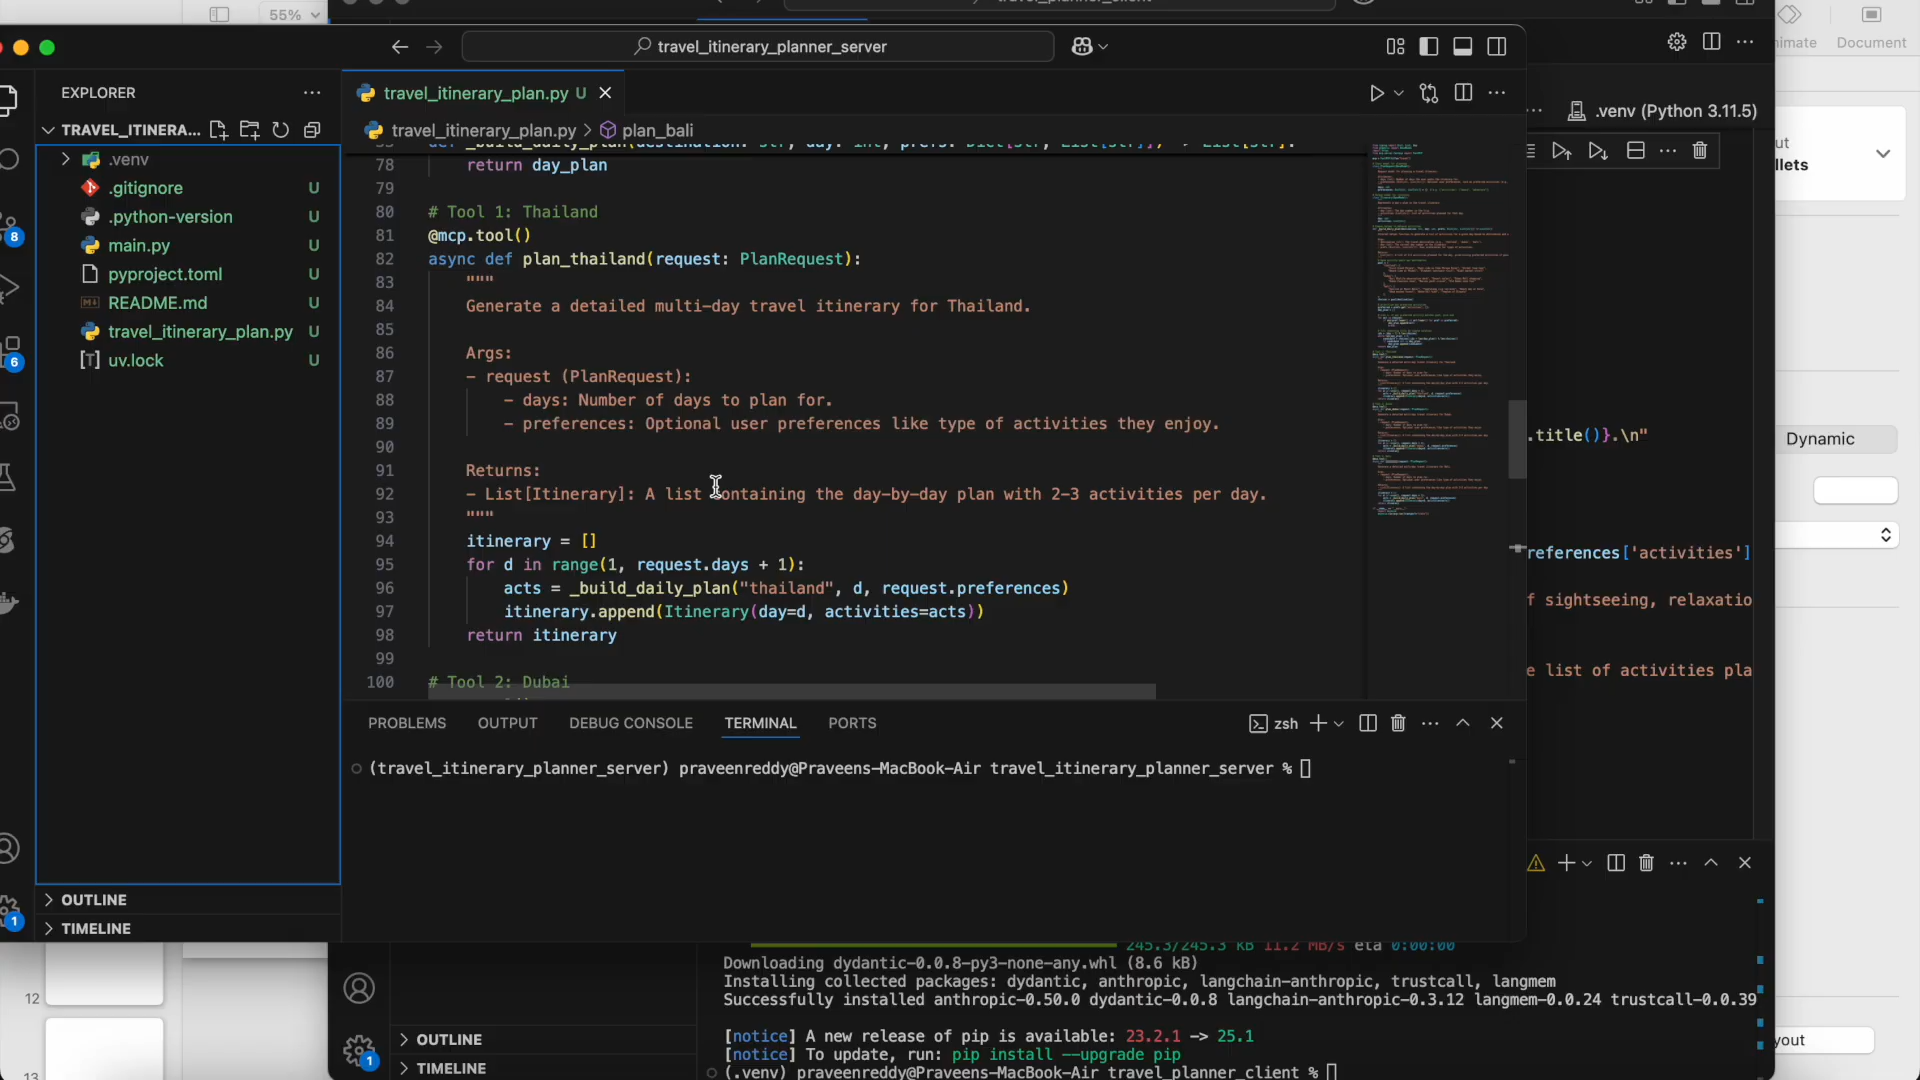 55%
travel_planner_client
travel_itinerary_planner_server
Animate
Document
EXPLORER
travel_itinerary_plan.py U
.venv (Python 3.11.5)
TRAVEL_ITINERA...
travel_itinerary_plan.py > plan_bali
.venv
.gitignore U
.python-version U
main.py U
pyproject.toml U
README.md U
travel_itinerary_plan.py U
uv.lock U
8
6
1
78 return day_plan
79
80 # Tool 1: Thailand
81 @mcp.tool()
82 async def plan_thailand(request: PlanRequest):
83 """
84 Generate a detailed multi-day travel itinerary for Thailand.
85
86 Args:
87 - request (PlanRequest):
88 - days: Number of days to plan for.
89 - preferences: Optional user preferences like type of activities they enjoy.
90
91 Returns:
92 - List[Itinerary]: A list containing the day-by-day plan with 2-3 activities per day.
93 """
94 itinerary = []
95 for d in range(1, request.days + 1):
96 acts = _build_daily_plan("thailand", d, request.preferences)
97 itinerary.append(Itinerary(day=d, activities=acts))
98 return itinerary
99
100 # Tool 2: Dubai
.title()}.\n"
references['activities']
f sightseeing, relaxatio
e list of activities pla
ut
llets
Dynamic
yout
PROBLEMS
OUTPUT
DEBUG CONSOLE
TERMINAL
PORTS
zsh
(travel_itinerary_planner_server) praveenreddy@Praveens-MacBook-Air travel_itinerary_planner_server %
OUTLINE
TIMELINE
245.3/245.3 kB 11.2 MB/s eta 0:00:00
Downloading dydantic-0.0.8-py3-none-any.whl (8.6 kB)
Installing collected packages: dydantic, anthropic, langchain-anthropic, trustcall, langmem
Successfully installed anthropic-0.50.0 dydantic-0.0.8 langchain-anthropic-0.3.12 langmem-0.0.24 trustcall-0.0.39
[notice] A new release of pip is available: 23.2.1 -> 25.1
[notice] To update, run: pip install --upgrade pip
(.venv) praveenreddy@Praveens-MacBook-Air travel_planner_client %
OUTLINE
TIMELINE
1
12
13